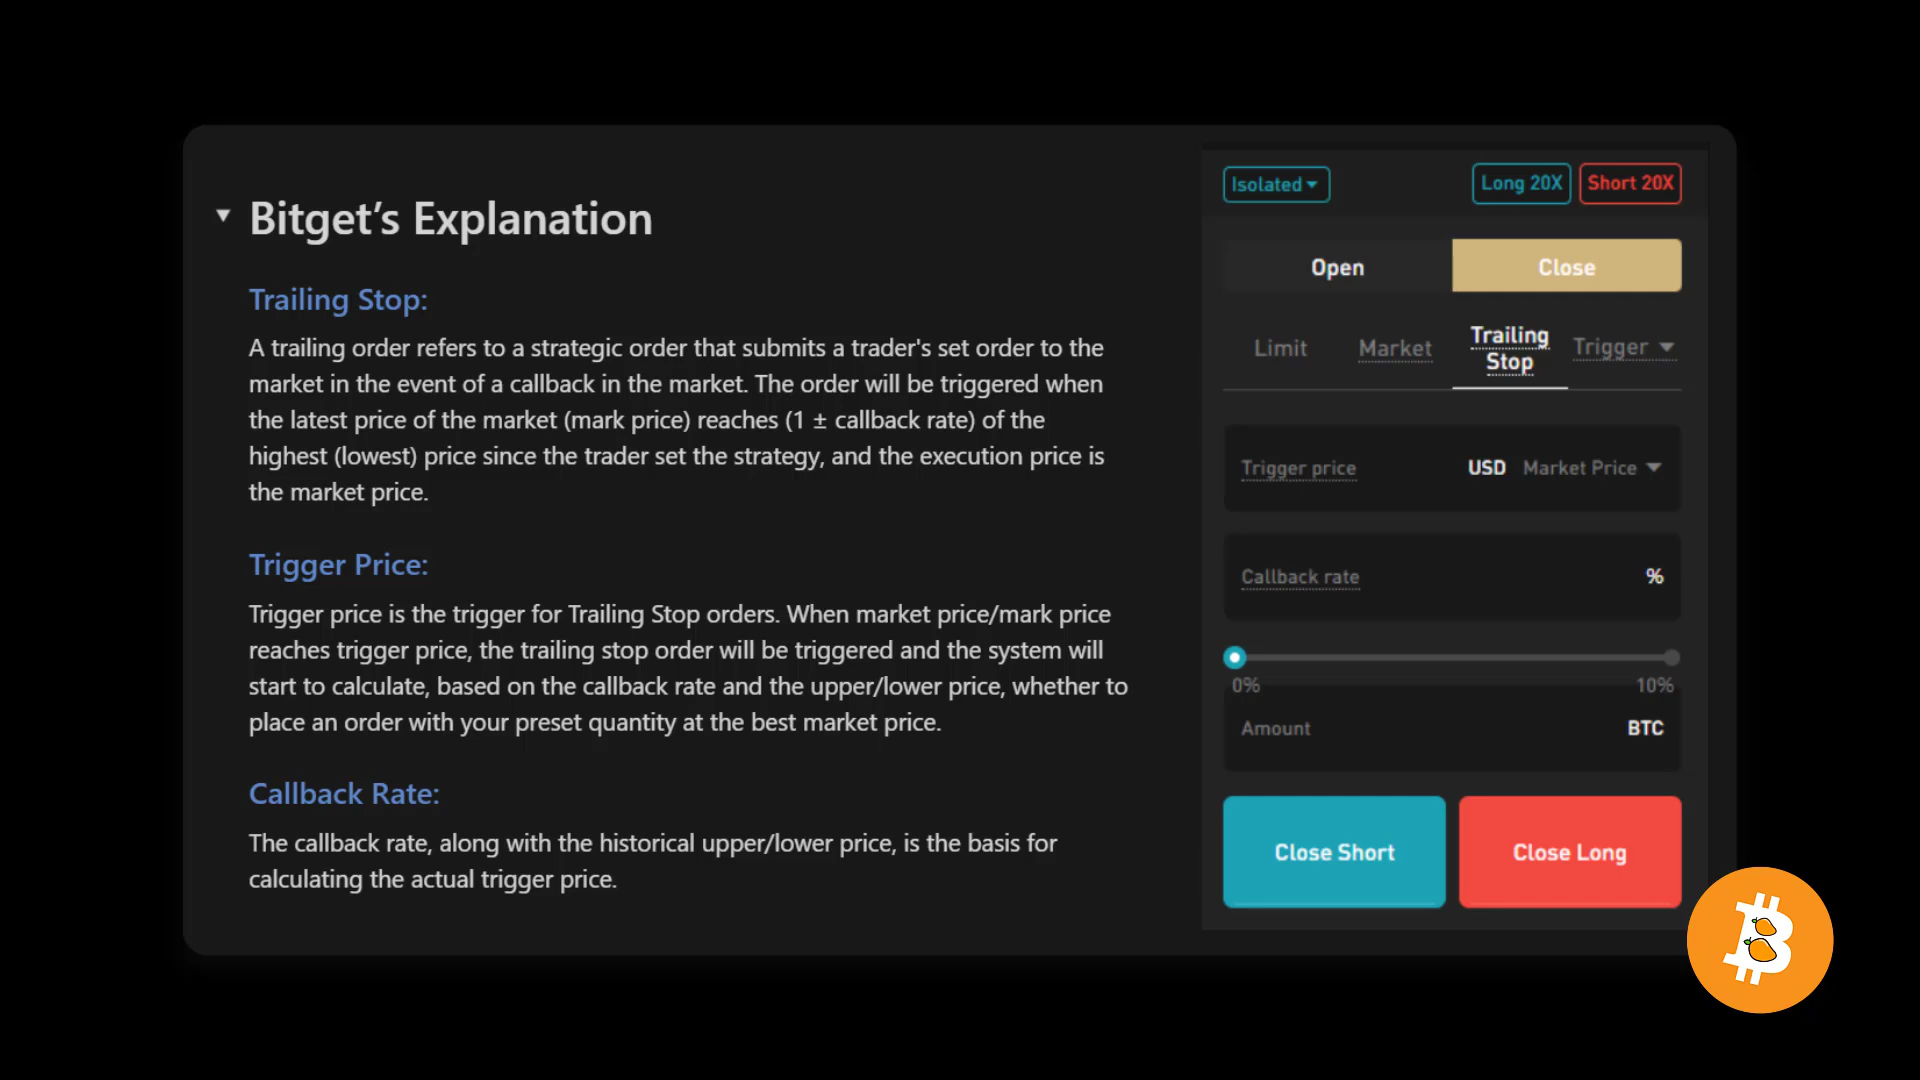 Bitget’s Explanation
Trailing Stop:
A trailing order refers to a strategic order that submits a trader's set order to the
market in the event of a callback in the market. The order will be triggered when
the latest price of the market (mark price) reaches (1 ± callback rate) of the
highest (lowest) price since the trader set the strategy, and the execution price is
the market price.
Trigger Price:
Trigger price is the trigger for Trailing Stop orders. When market price/mark price
reaches trigger price, the trailing stop order will be triggered and the system will
start to calculate, based on the callback rate and the upper/lower price, whether to
place an order with your preset quantity at the best market price.
Callback Rate:
The callback rate, along with the historical upper/lower price, is the basis for
calculating the actual trigger price.
Isolated Long 20X Short 20X
Open Close
Limit Market Trailing Stop Trigger
Trigger price USD Market Price
Callback rate %
0% 10%
Amount BTC
Close Short Close Long